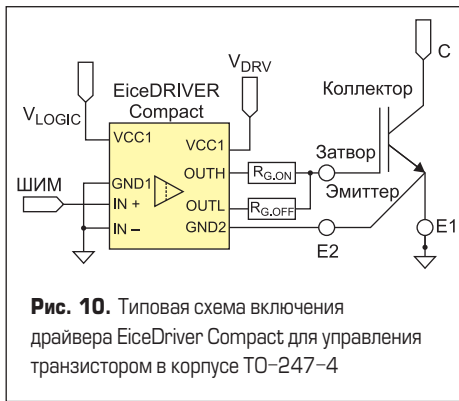 C
V_DRV
EiceDRIVER
Compact
Коллектор
V_LOGIC
VCC1
VCC1
Затвор
ШИМ
GND1
OUTH
R_G.ON
IN +
OUTL
R_G.OFF
Эмиттер
IN –
GND2
E2
E1
Рис. 10. Типовая схема включения
драйвера EiceDriver Compact для управления
транзистором в корпусе TO–247–4